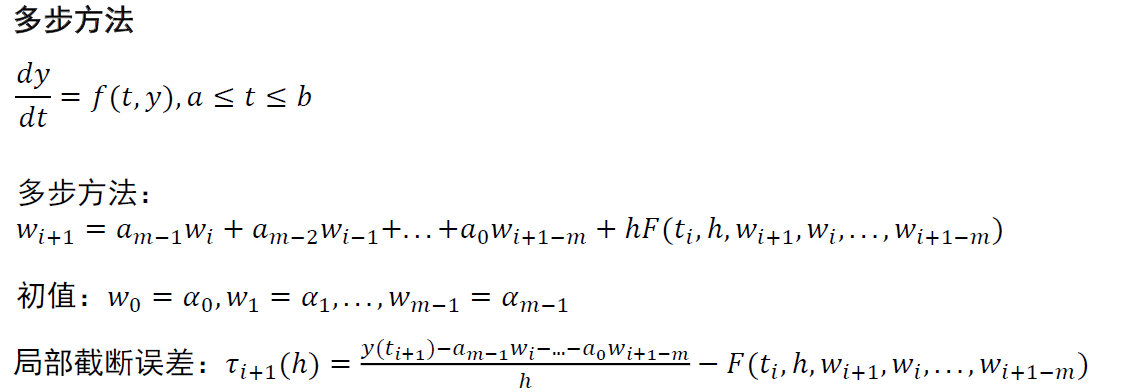 多步方法
dy/dt = f(t, y), a ≤ t ≤ b
多步方法：
w_{i+1} = a_{m−1}w_i + a_{m−2}w_{i−1}+...+a_0w_{i+1−m} + hF(t_i, h, w_{i+1}, w_i, ..., w_{i+1−m})
初值：w_0 = α_0, w_1 = α_1, ..., w_{m−1} = α_{m−1}
局部截断误差：τ_{i+1}(h) = (y(t_{i+1})−a_{m−1}w_i−...−a_0w_{i+1−m})/h − F(t_i, h, w_{i+1}, w_i, ..., w_{i+1−m})